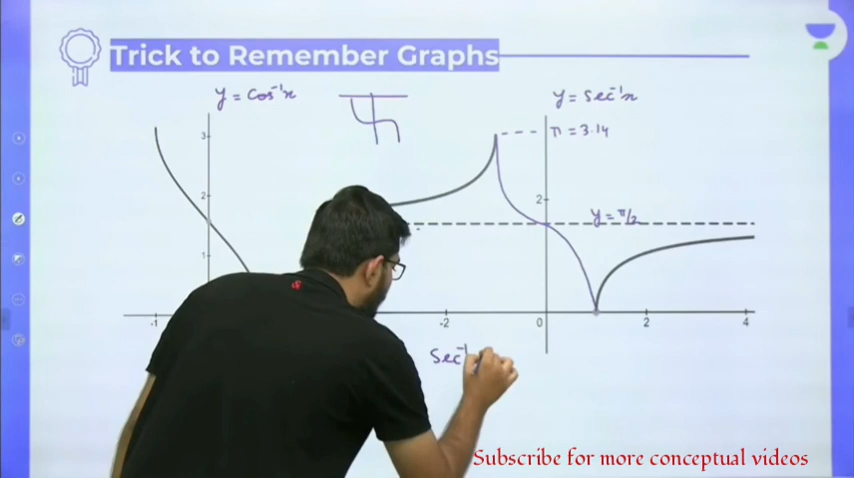 Trick to Remember Graphs
y = Cos⁻¹x
y = Sec⁻¹x
3
π = 3.14
2
2
y = π/2
1
-1
-2
0
2
4
Sec⁻¹
Subscribe for more conceptual videos